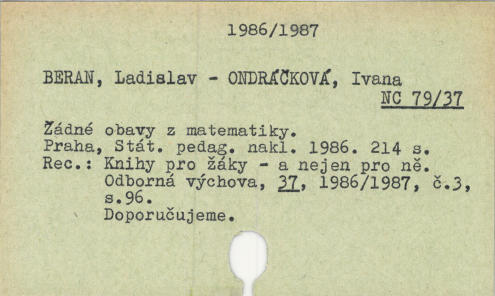 1986/1987
BERAN, Ladislav - ONDRÁČKOVÁ, Ivana
NC 79/37
Žádné obavy z matematiky.
Praha, Stát. pedag. nakl. 1986. 214 s.
Rec.: Knihy pro žáky - a nejen pro ně.
Odborná výchova, 37, 1986/1987, č.3,
s.96.
Doporučujeme.